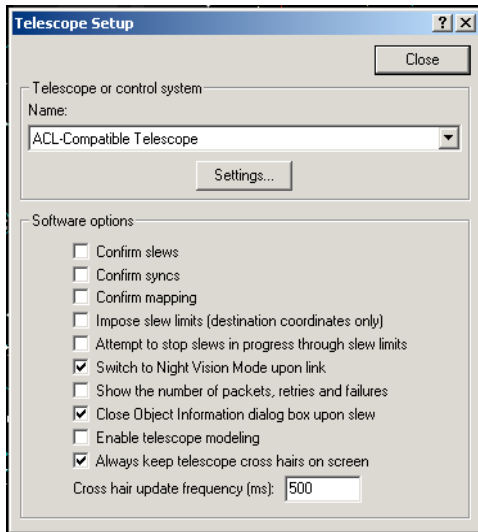 Telescope Setup
Close
Telescope or control system
Name:
ACL-Compatible Telescope
Settings...
Software options
Confirm slews
Confirm syncs
Confirm mapping
Impose slew limits (destination coordinates only)
Attempt to stop slews in progress through slew limits
Switch to Night Vision Mode upon link
Show the number of packets, retries and failures
Close Object Information dialog box upon slew
Enable telescope modeling
Always keep telescope cross hairs on screen
Cross hair update frequency (ms): 500